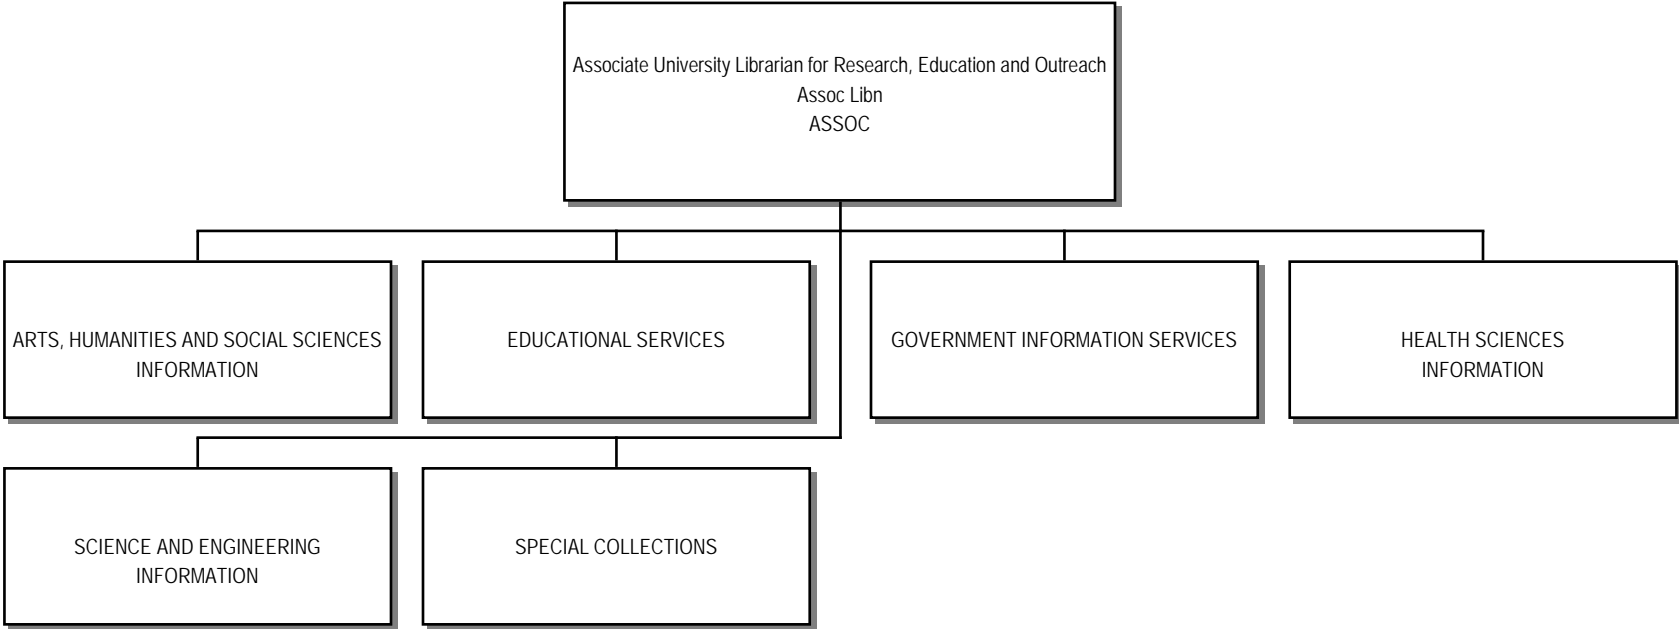 Associate University Librarian for Research, Education and Outreach
Assoc Libn
ASSOC
ARTS, HUMANITIES AND SOCIAL SCIENCES
INFORMATION
EDUCATIONAL SERVICES
GOVERNMENT INFORMATION SERVICES
HEALTH SCIENCES
INFORMATION
SCIENCE AND ENGINEERING
INFORMATION
SPECIAL COLLECTIONS